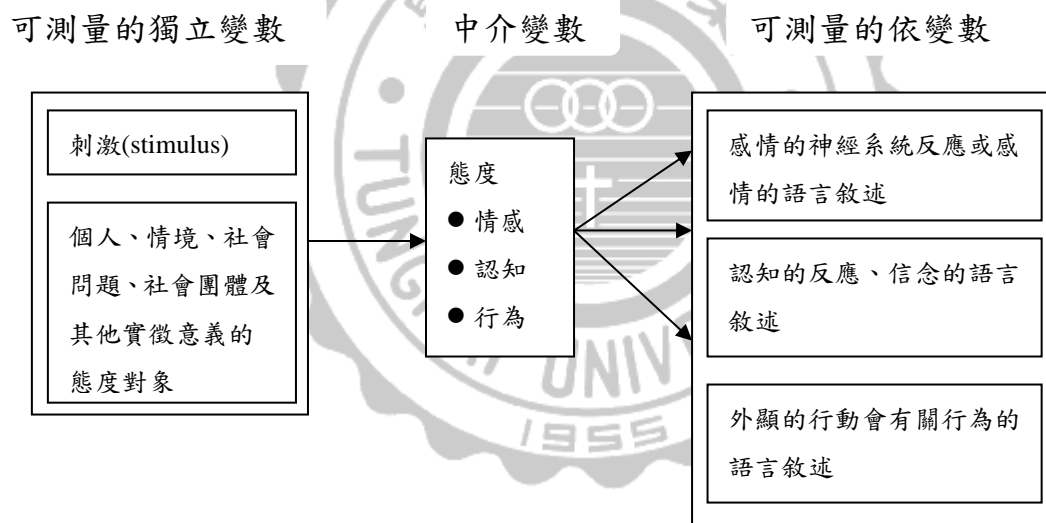 可測量的獨立變數
中介變數
可測量的依變數
刺激(stimulus)
個人、情境、社會
問題、社會團體及
其他實徵意義的
態度對象
態度
● 情感
● 認知
● 行為
感情的神經系統反應或感
情的語言敘述
認知的反應、信念的語言
敘述
外顯的行動會有關行為的
語言敘述
1955